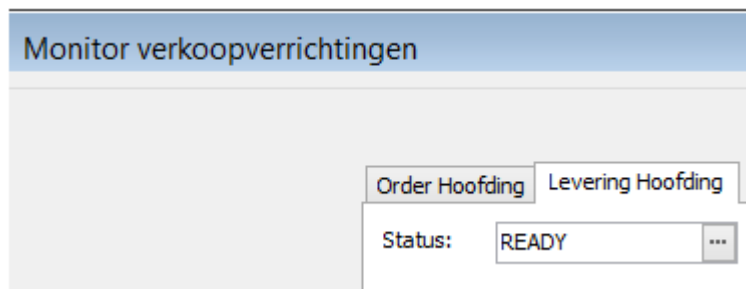 Monitor verkoopverrichtingen
Order Hoofding Levering Hoofding
Status: READY ...